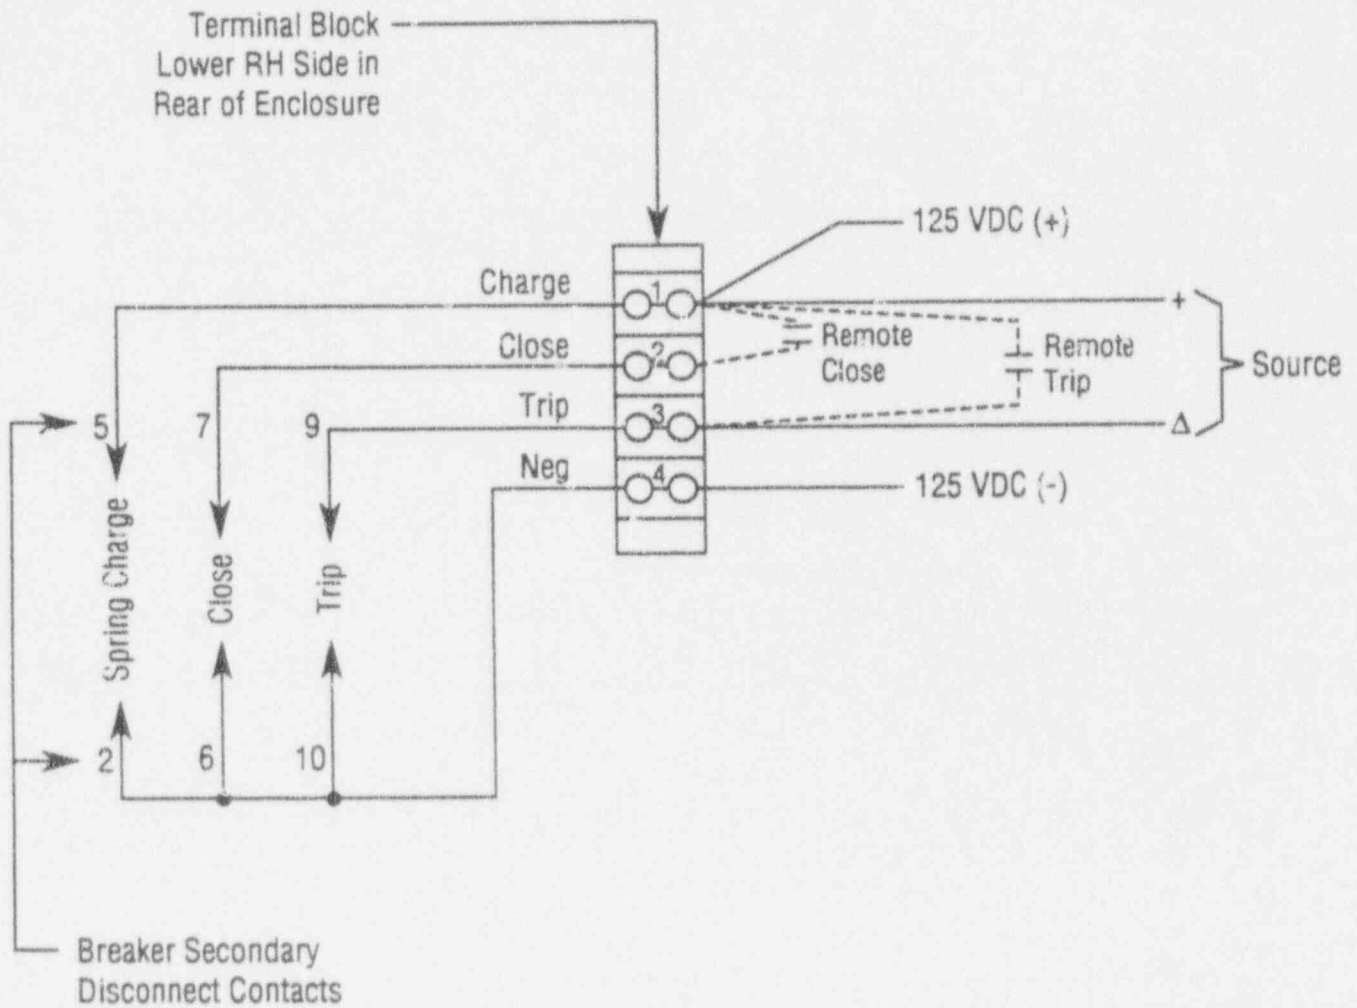 Terminal Block
Lower RH Side in
Rear of Enclosure
125 VDC (+)
Charge
1
+
Close
2
Remote
Close
Remote
Trip
Source
Trip
3
Δ
5
7
9
Neg
4
125 VDC (-)
Spring Charge
Close
Trip
2
6
10
Breaker Secondary
Disconnect Contacts